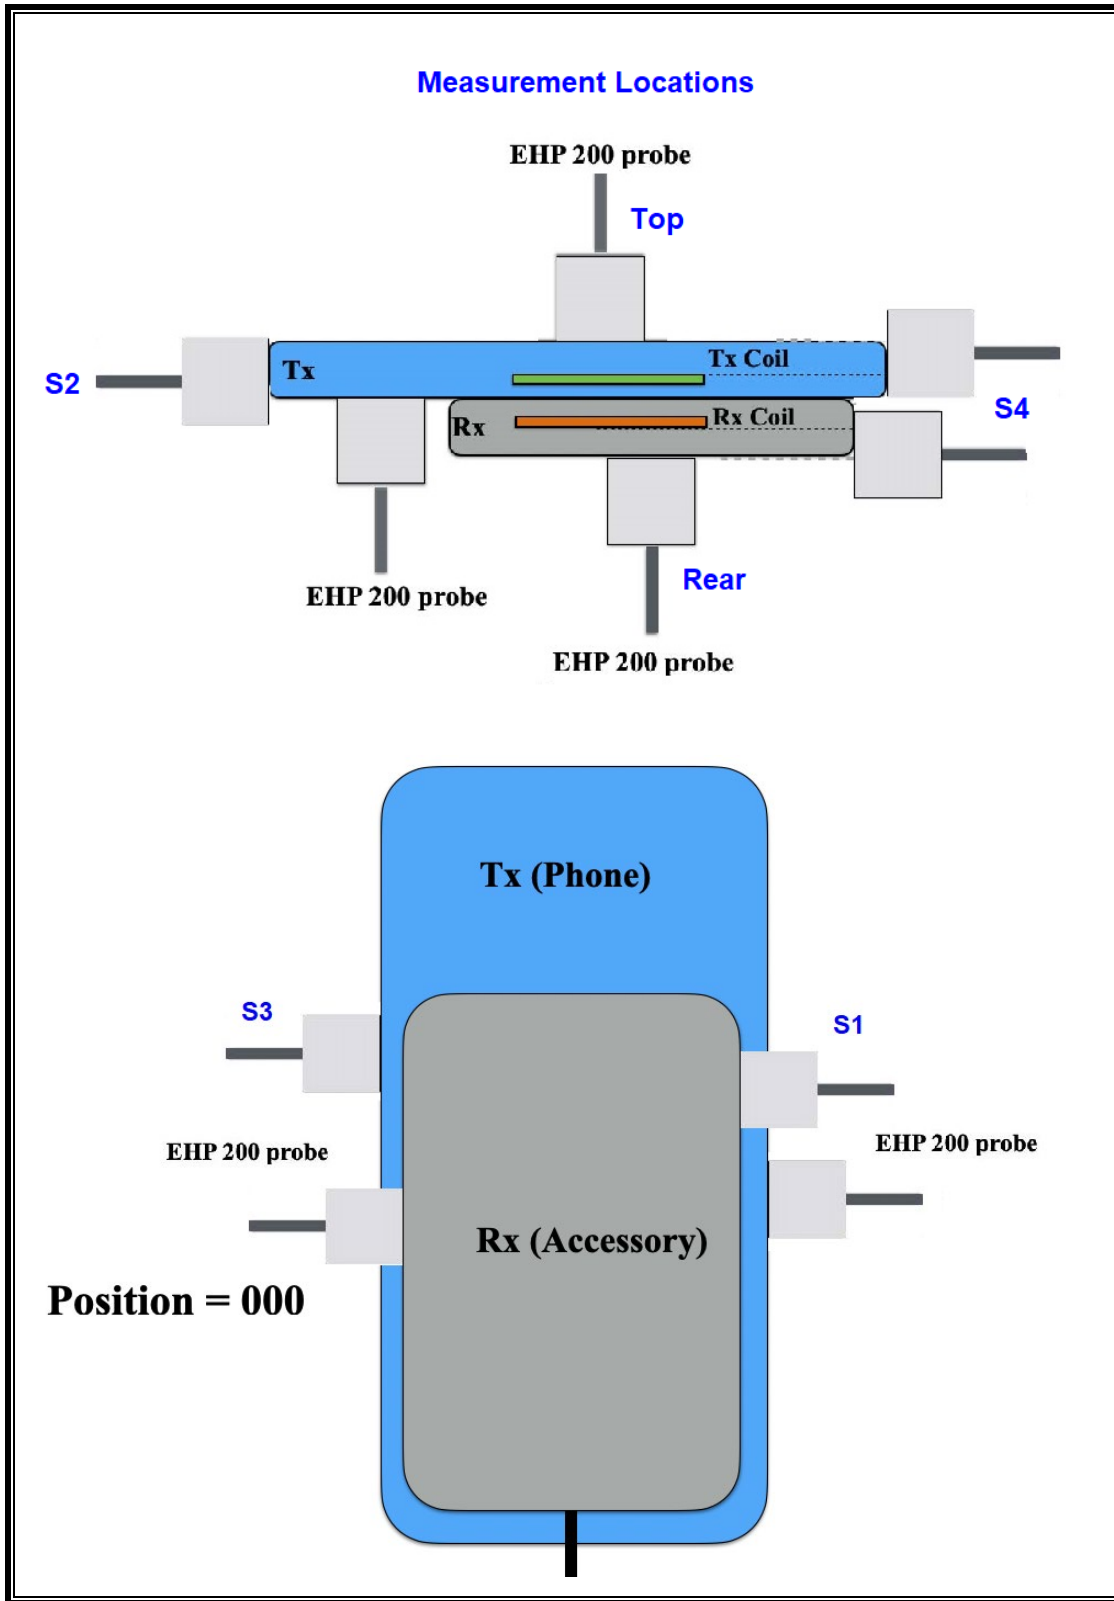 Measurement Locations
EHP 200 probe
Top
Tx
Tx Coil
S2
S4
Rx
Rx Coil
EHP 200 probe
Rear
EHP 200 probe
Tx (Phone)
S3
S1
EHP 200 probe
EHP 200 probe
Rx (Accessory)
Position = 000